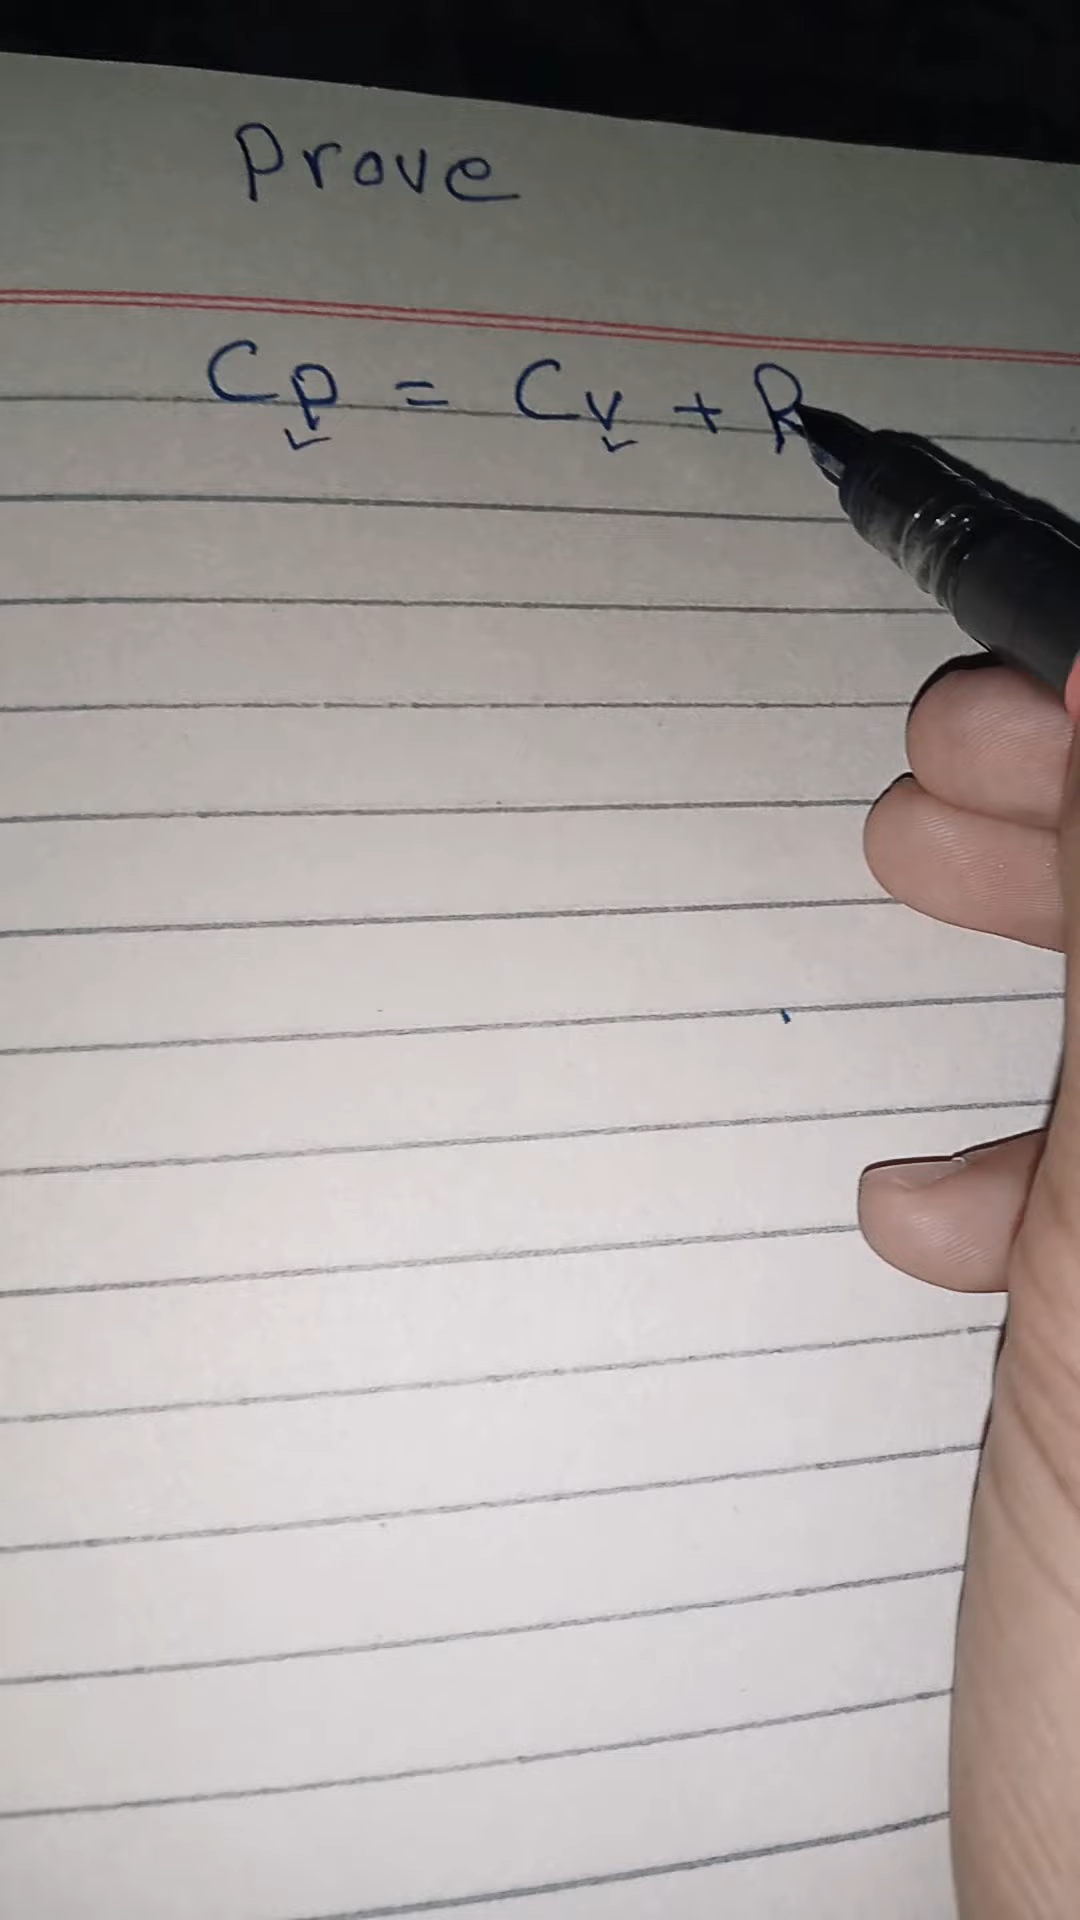 Prove
Cp = Cv + R